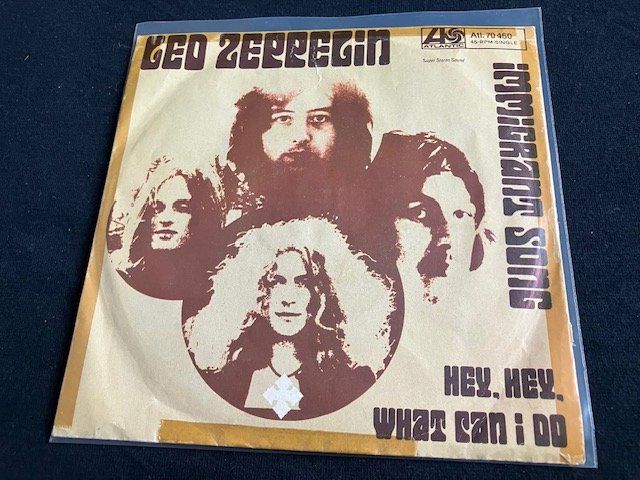 LED ZEPPELIN
ATLANTIC
Atl. 70 460
45-RPM-SINGLE
Super Stereo Sound
IMMIGRANT SONG
HEY, HEY,
WHAT CAN I DO